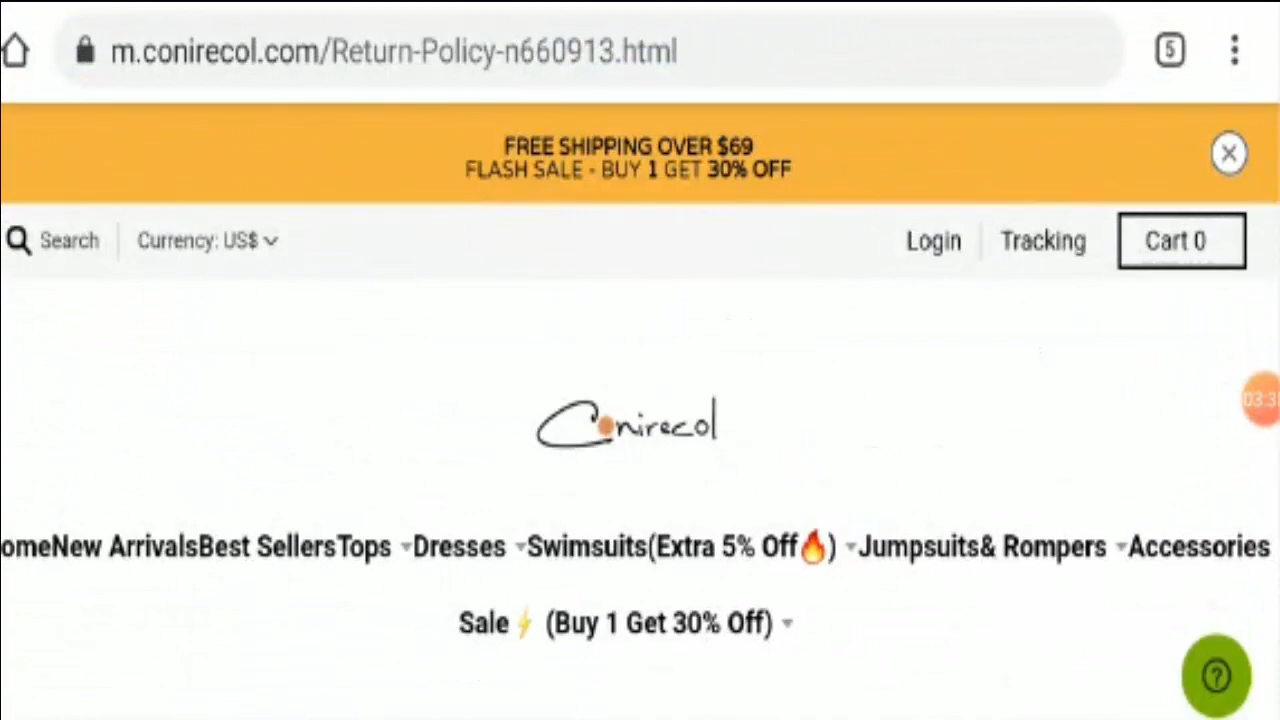 m.conirecol.com/Return-Policy-n660913.html
5
FREE SHIPPING OVER $69
FLASH SALE - BUY 1 GET 30% OFF
Search
Currency: US$
Login
Tracking
Cart 0
03:3
Conirecol
omeNew ArrivalsBest SellersTops Dresses Swimsuits(Extra 5% Off🔥) Jumpsuits& Rompers Accessories
Sale⚡ (Buy 1 Get 30% Off)
?